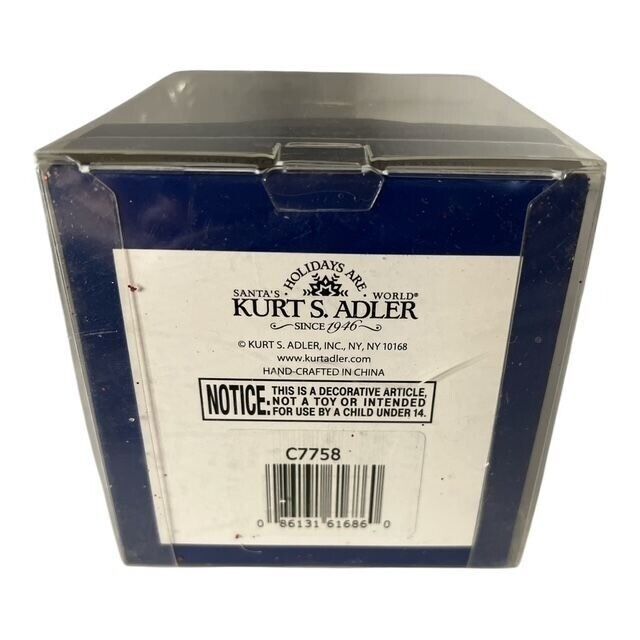 HOLIDAYS ARE
SANTA'S WORLD®
KURT S. ADLER
SINCE 1946
© KURT S. ADLER, INC., NY, NY 10168
www.kurtadler.com
HAND-CRAFTED IN CHINA
NOTICE: THIS IS A DECORATIVE ARTICLE,
NOT A TOY OR INTENDED
FOR USE BY A CHILD UNDER 14.
C7758
0 86131 61686 0